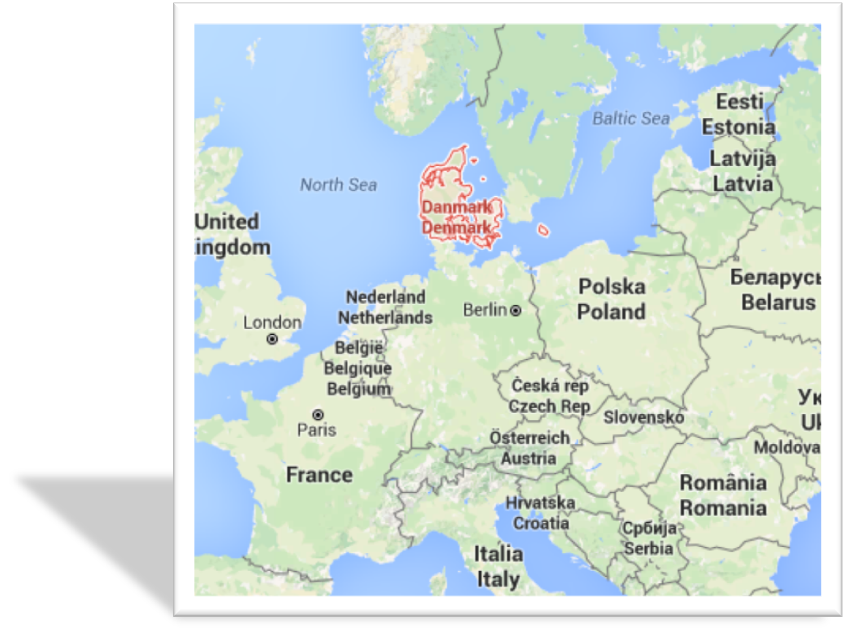 Eesti
Estonia
Baltic Sea
Latvija
Latvia
North Sea
Danmark
Denmark
United
ingdom
Беларусь
Belarus
Polska
Poland
Nederland
Netherlands
Berlin
London
België
Belgique
Belgium
Česká rep
Czech Rep
Ук
Uk
Slovensko
Paris
Österreich
Austria
Moldova
France
România
Romania
Hrvatska
Croatia
Србија
Serbia
Italia
Italy